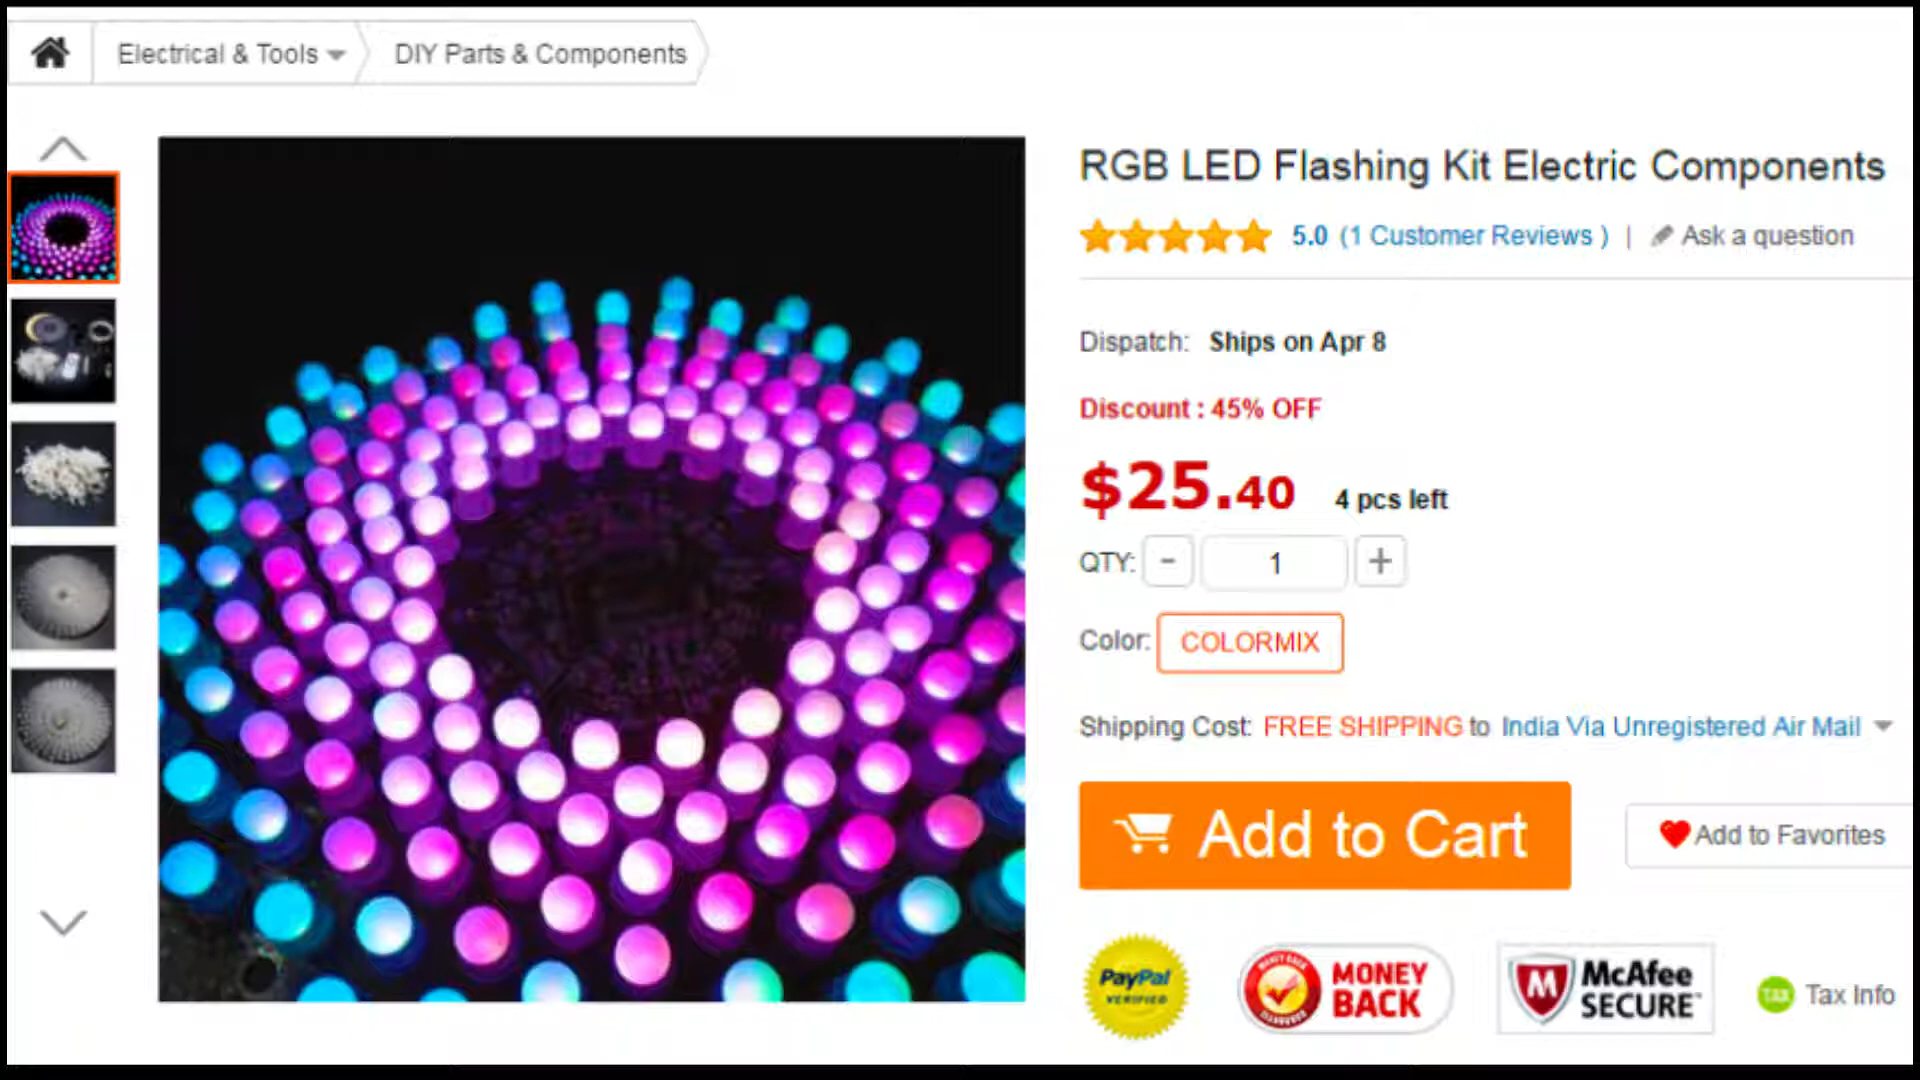 Electrical & Tools
DIY Parts & Components
RGB LED Flashing Kit Electric Components
5.0 (1 Customer Reviews ) | Ask a question
Dispatch: Ships on Apr 8
Discount : 45% OFF
$25.40 4 pcs left
QTY: - 1 +
Color: COLORMIX
Shipping Cost: FREE SHIPPING to India Via Unregistered Air Mail
Add to Cart
Add to Favorites
PayPal
VERIFIED
MONEY
BACK
McAfee
SECURE
TAX Tax Info